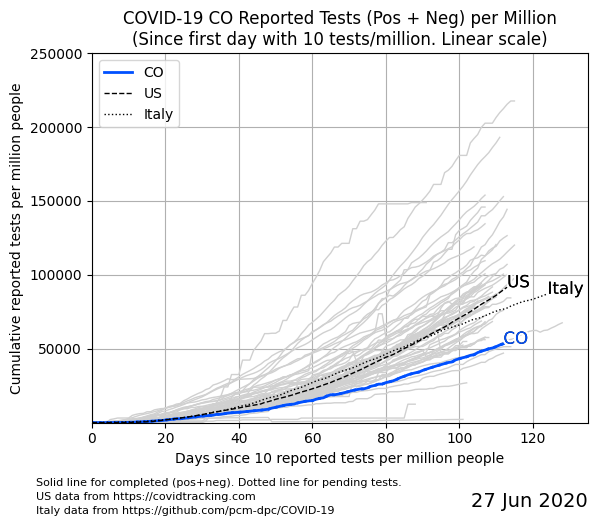 COVID-19 CO Reported Tests (Pos + Neg) per Million
(Since first day with 10 tests/million. Linear scale)
250000
200000
150000
100000
50000
Cumulative reported tests per million people
CO
US
Italy
US
Italy
CO
0
20
40
60
80
100
120
Days since 10 reported tests per million people
Solid line for completed (pos+neg). Dotted line for pending tests.
US data from https://covidtracking.com
Italy data from https://github.com/pcm-dpc/COVID-19
27 Jun 2020